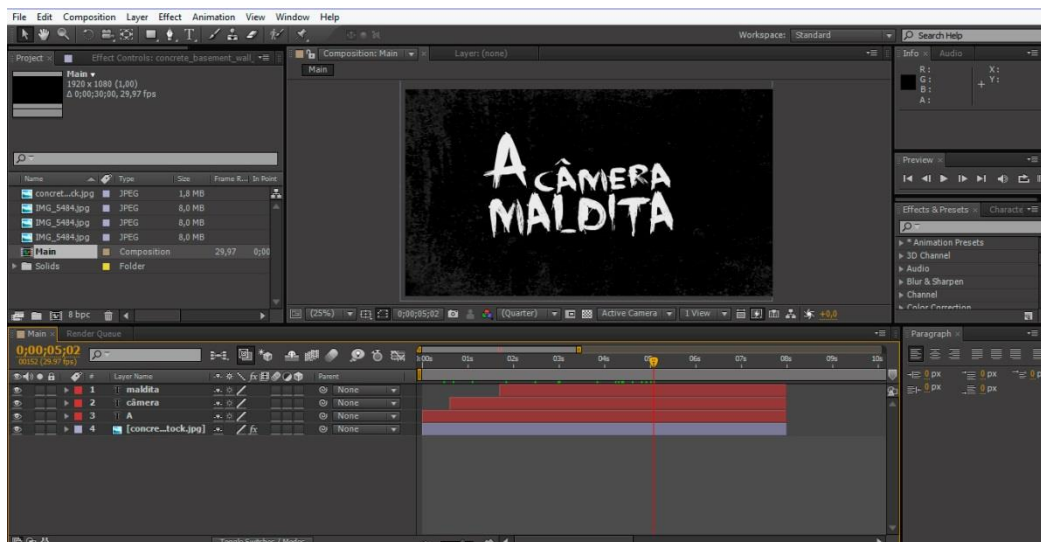 File Edit Composition Layer Effect Animation View Window Help
Workspace: Standard
Search Help
Project × Effect Controls: concrete_basement_wall_
Composition: Main × Layer: (none)
Info × Audio
Main
1920 x 1080 (1,00)
Δ 0;00;30;00, 29,97 fps
Main
R: X:
G: Y:
B:
A:
A CÂMERA
MALDITA
Preview ×
Name Type Size Frame R... In Point
concret...ck.jpg JPEG 1,8 MB
IMG_5484.jpg JPEG 8,0 MB
IMG_5484.jpg JPEG 8,0 MB
IMG_5484.jpg JPEG 8,0 MB
Main Composition 29,97 0;00
Solids Folder
Effects & Presets × Characte
* Animation Presets
3D Channel
Audio
Blur & Sharpen
Channel
Color Correction
8 bpc
(25%) 0;00;05;02 (Quarter) Active Camera 1 View +0,0
Main × Render Queue
Paragraph ×
0;00;05;02
00152 (29.97 fps)
:00s 01s 02s 03s 04s 06s 07s 08s 09s 10s
# Layer Name Parent
0 px 0 px 0 p
0 px 0 px
1 T maldita None
2 T câmera None
3 T A None
4 [concre...tock.jpg] fx None
Toggle Switches / Modes